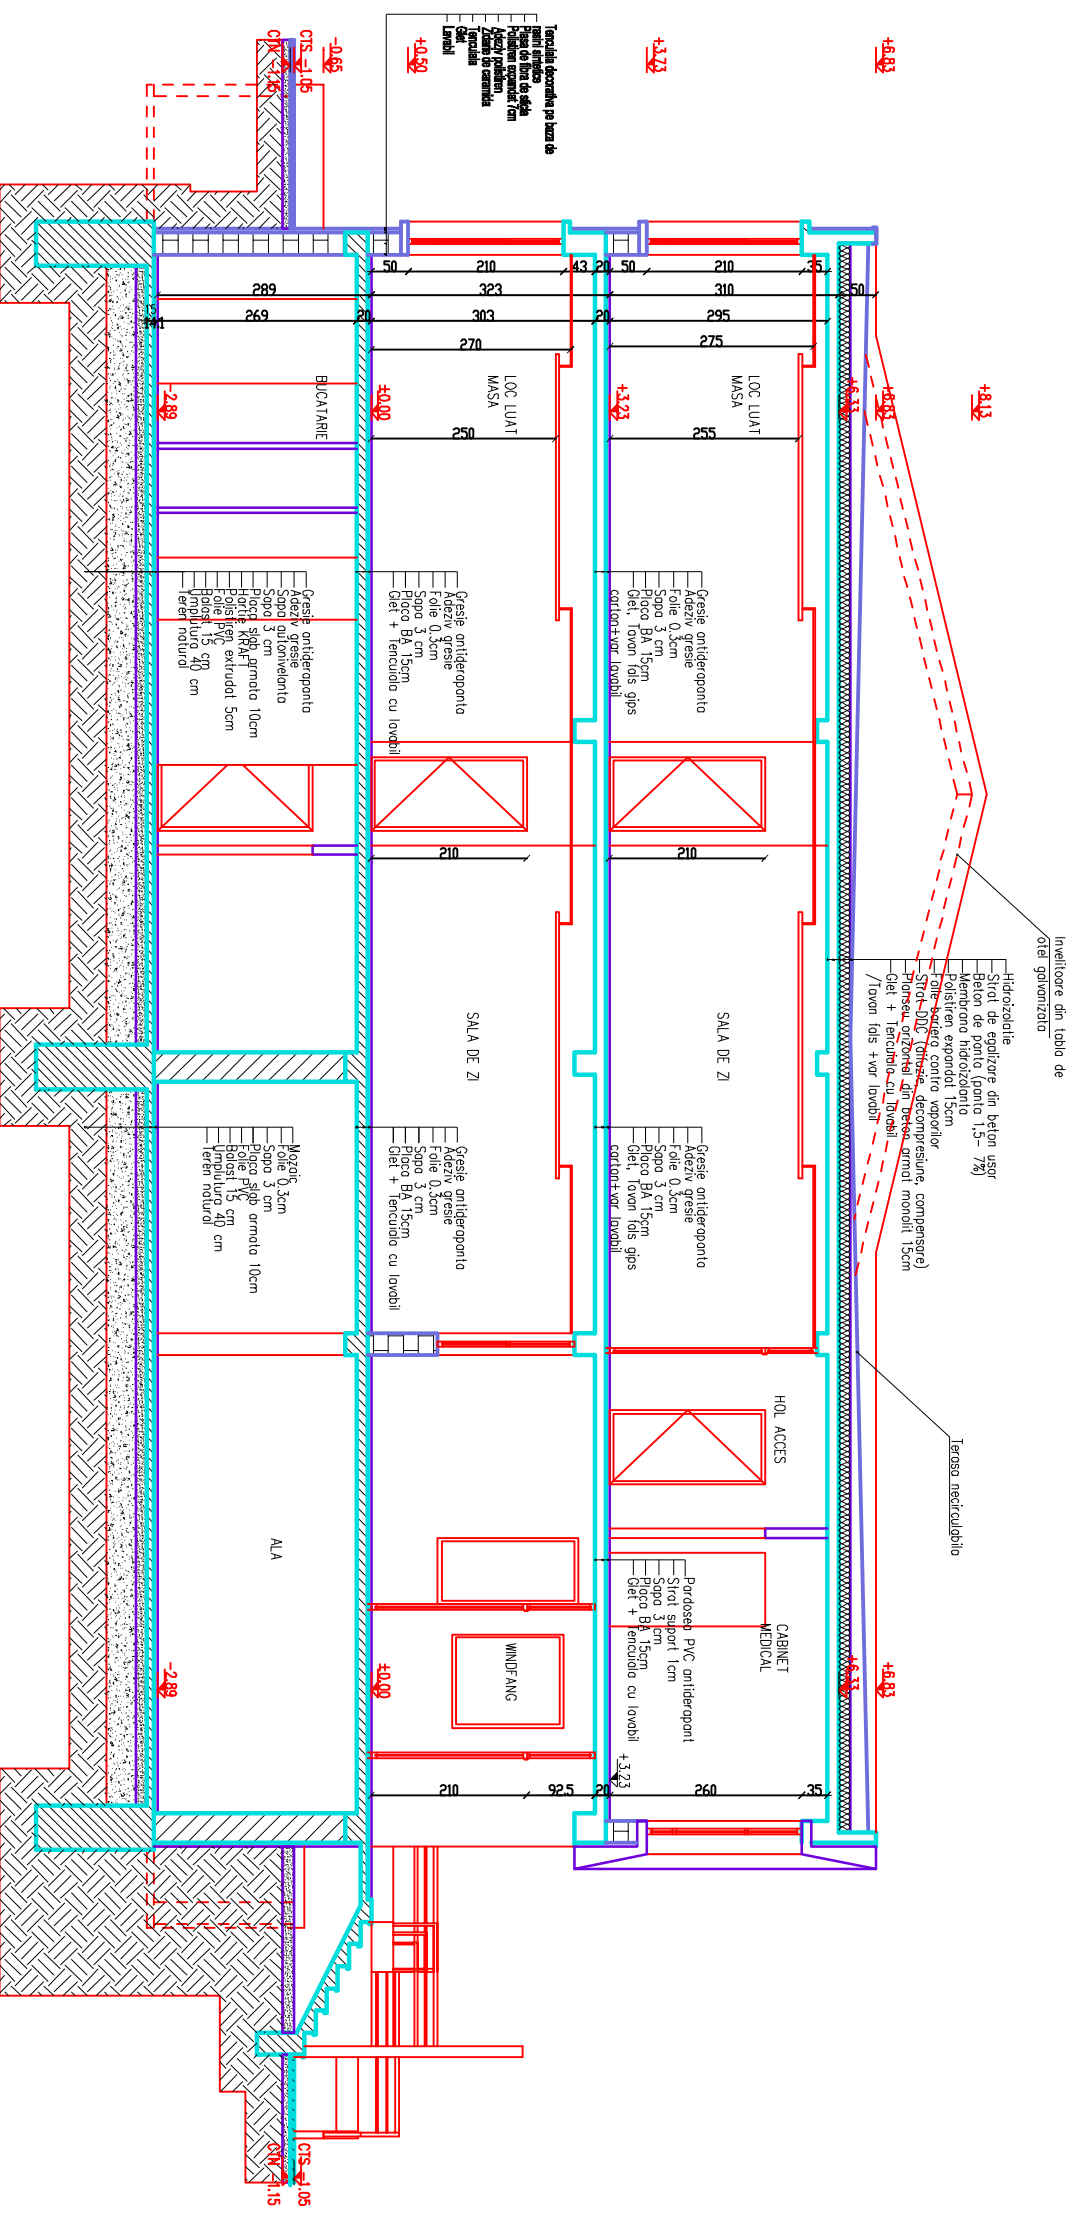 Tencuiala decorativa pe baza de
rasini sintetice
Plasa de fibra de sticla
Polistiren expandat 7cm
Adeziv polistiren
Zidarie de caramida
Tencuiala
Glet
Lavabil
+6.83
+3.73
+0.50
-0.65
CTS -1.05
CTN -1.15
+8.13
+6.83
+6.33
+3.23
±0.00
-2.89
50
35
210
50
20
43
210
50
50
310
323
289
295
20
303
20
269
15
14.1
275
270
255
250
LOC LUAT
MASA
LOC LUAT
MASA
BUCATARIE
Gresie antideraponta
Adeziv gresie
Folie 0,3cm
Sapa 3 cm
Placa BA 15cm
Glet, Tavan fals gips
carton+var lavabil
Gresie antideraponta
Adeziv gresie
Folie 0,3cm
Sapa 3 cm
Placa BA 15cm
Glet + Tencuiala cu lavabil
Gresie antideraponta
Adeziv gresie
Sapa autonivelanta
Sapa 3 cm
Placa slab armata 10cm
Hartie KRAFT
Polistiren extrudat 5cm
Folie PVC
Balast 15 cm
Umplutura 40 cm
Teren natural
210
210
Invelitoare din tabla de
otel galvanizata
Hidroizolatie
Strat de egalizare din beton usor
Beton de panta (panta 1,5- 7%)
Membrana hidroizolanta
Polistiren expandat 15cm
Folie bariera contra vaporilor
Strat DDC (difuzie, decompresiune, compensare)
Planseu orizontal din beton armat monolit 15cm
Glet + Tencuiala cu lavabil
/Tavan fals +var lavabil
SALA DE ZI
SALA DE ZI
Gresie antideraponta
Adeziv gresie
Folie 0,3cm
Sapa 3 cm
Placa BA 15cm
Glet, Tavan fals gips
carton+var lavabil
Gresie antideraponta
Adeziv gresie
Folie 0,3cm
Sapa 3 cm
Placa BA 15cm
Glet + Tencuiala cu lavabil
Mozaic
Folie 0,3cm
Sapa 3 cm
Placa slab armata 10cm
Folie PVC
Balast 15 cm
Umplutura 40 cm
Teren natural
Terasa necirculabila
HOL ACCES
ALA
Pardosea PVC antiderapant
Strat suport 1cm
Sapa 3 cm
Placa BA 15cm
Glet + Tencuiala cu lavabil
CABINET
MEDICAL
WINDFANG
+6.83
+6.33
+3.23
±0.00
-2.89
35
260
20
92.5
210
CTS -1.05
CTN -1.15